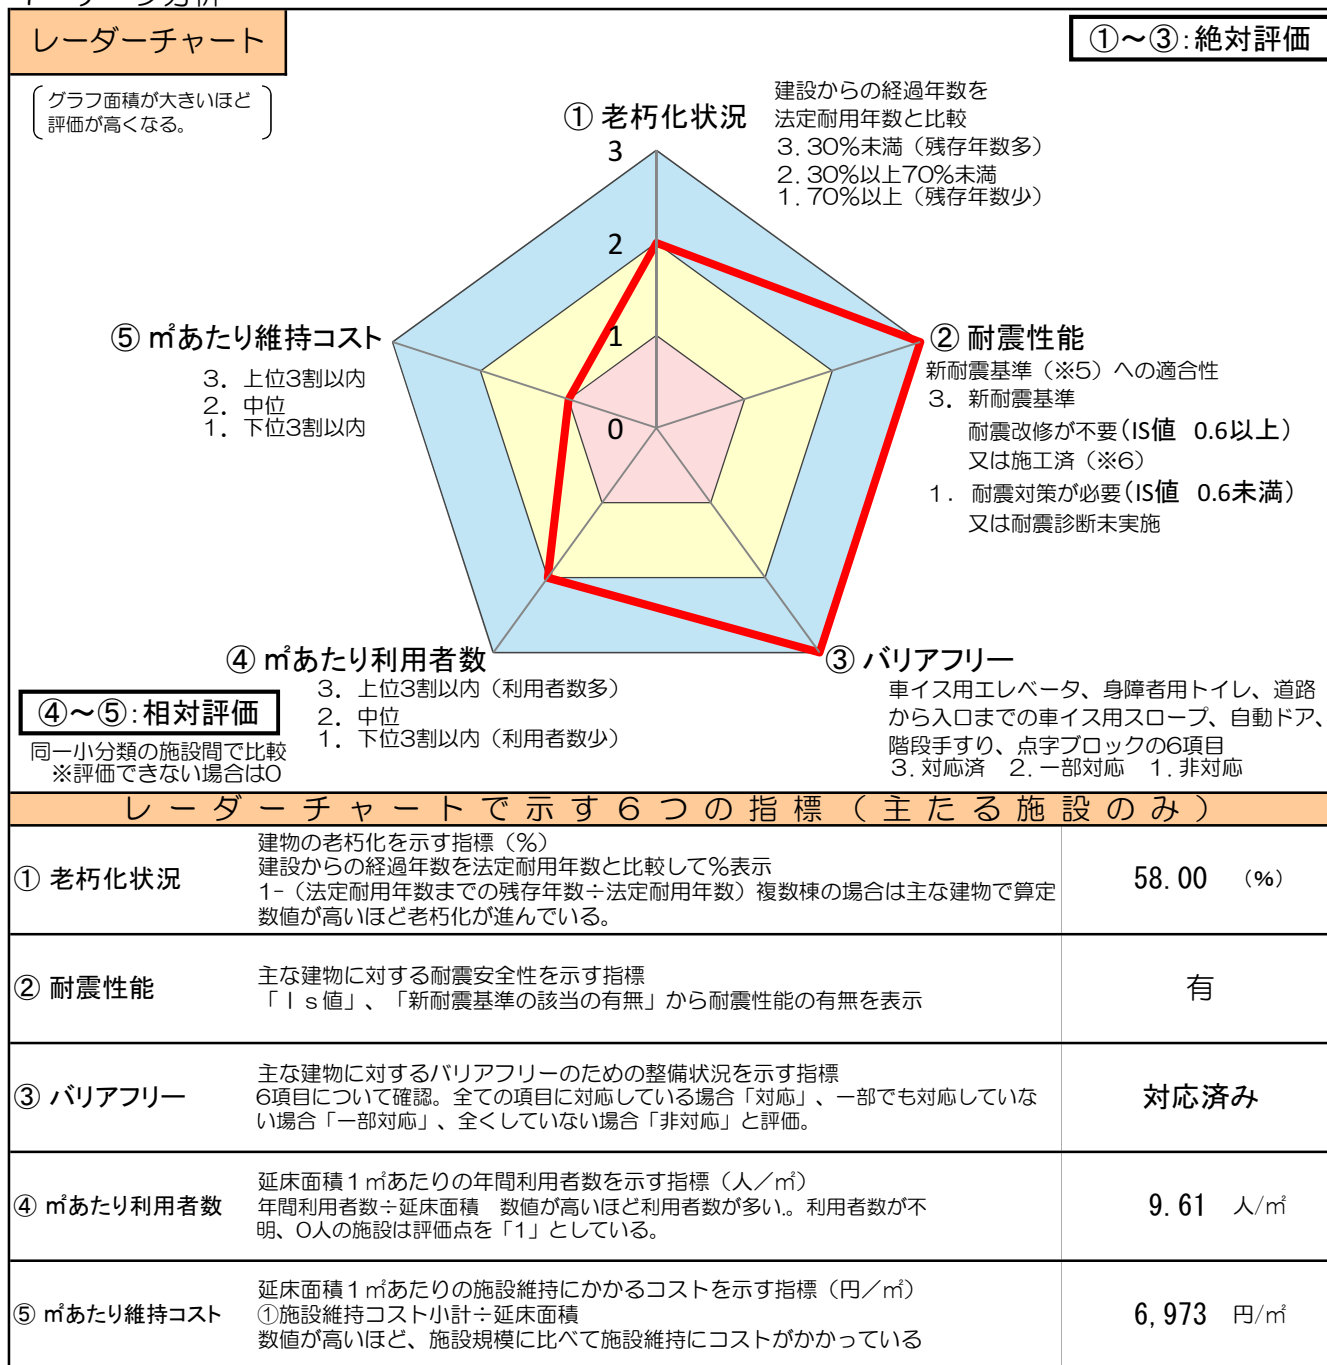 レーダーチャート
①～③:絶対評価
グラフ面積が大きいほど
評価が高くなる。
① 老朽化状況
建設からの経過年数を
法定耐用年数と比較
3.30%未満（残存年数多）
2.30%以上70%未満
1.70%以上（残存年数少）
3
2
1
0
⑤ ㎡あたり維持コスト
3．上位3割以内
2．中位
1．下位3割以内
② 耐震性能
新耐震基準（※5）への適合性
3．新耐震基準
耐震改修が不要(IS値 0.6以上)
又は施工済（※6）
1．耐震対策が必要(IS値 0.6未満)
又は耐震診断未実施
④ ㎡あたり利用者数
3．上位3割以内（利用者数多）
2．中位
1．下位3割以内（利用者数少）
③ バリアフリー
車イス用エレベータ、身障者用トイレ、道路
から入口までの車イス用スロープ、自動ドア、
階段手すり、点字ブロックの6項目
3.対応済 2.一部対応 1.非対応
④～⑤:相対評価
同一小分類の施設間で比較
※評価できない場合は0
レーダーチャートで示す6つの指標（主たる施設のみ）
① 老朽化状況
建物の老朽化を示す指標（%）
建設からの経過年数を法定耐用年数と比較して%表示
1-（法定耐用年数までの残存年数÷法定耐用年数）複数棟の場合は主な建物で算定
数値が高いほど老朽化が進んでいる。
58.00 （%）
② 耐震性能
主な建物に対する耐震安全性を示す指標
「Ｉｓ値」、「新耐震基準の該当の有無」から耐震性能の有無を表示
有
③ バリアフリー
主な建物に対するバリアフリーのための整備状況を示す指標
6項目について確認。全ての項目に対応している場合「対応」、一部でも対応していな
い場合「一部対応」、全くしていない場合「非対応」と評価。
対応済み
④ ㎡あたり利用者数
延床面積１㎡あたりの年間利用者数を示す指標（人／㎡）
年間利用者数÷延床面積 数値が高いほど利用者数が多い。利用者数が不
明、0人の施設は評価点を「1」としている。
9.61 人/㎡
⑤ ㎡あたり維持コスト
延床面積１㎡あたりの施設維持にかかるコストを示す指標（円／㎡）
①施設維持コスト小計÷延床面積
数値が高いほど、施設規模に比べて施設維持にコストがかかっている
6,973 円/㎡